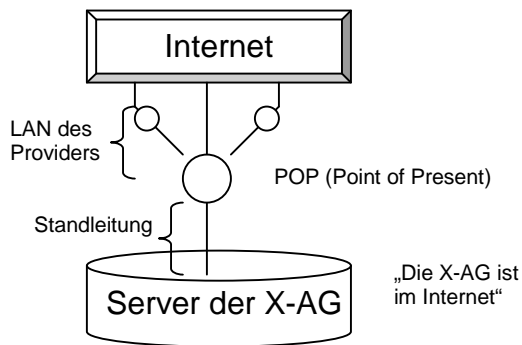 Internet
LAN des
Providers
POP (Point of Present)
Standleitung
„Die X-AG ist
im Internet“
Server der X-AG